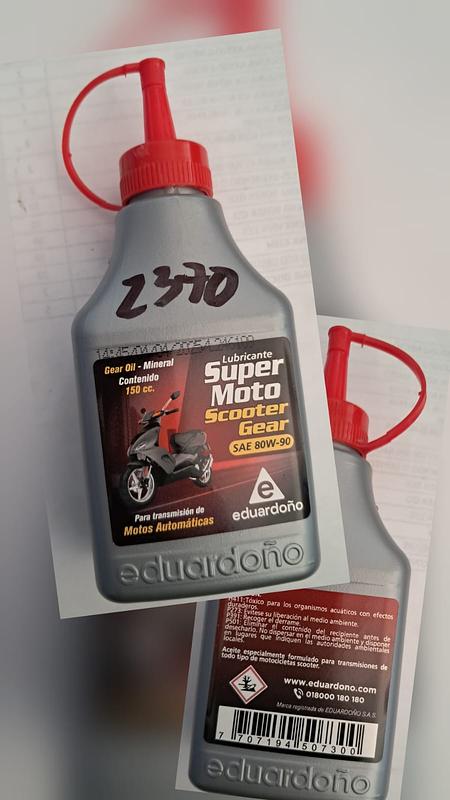 2370
Gear Oil - Mineral
Contenido
150 cc.
Lubricante
Super
Moto
Scooter
Gear
SAE 80W-90
e
eduardoño
Para transmisión de
Motos Automáticas
eduardoño
H411:Tóxico para los organismos acuáticos con efectos
duraderos.
P273: Evítese su liberación al medio ambiente.
P391: Recoger el derrame.
P501: Eliminar el contenido del recipiente antes de
desecharlo. No dispersar en el medio ambiente y disponer
en lugares que indiquen las autoridades ambientales
locales.
Aceite especialmente formulado para transmisiones de
todo tipo de motocicletas scooter.
www.eduardono.com
018000 180 180
Marca registrada de EDUARDOÑO S.A.S.
7 707194 507300
eduardoño